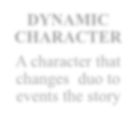 DYNAMIC
CHARACTER
A character that
changes duo to
events the story